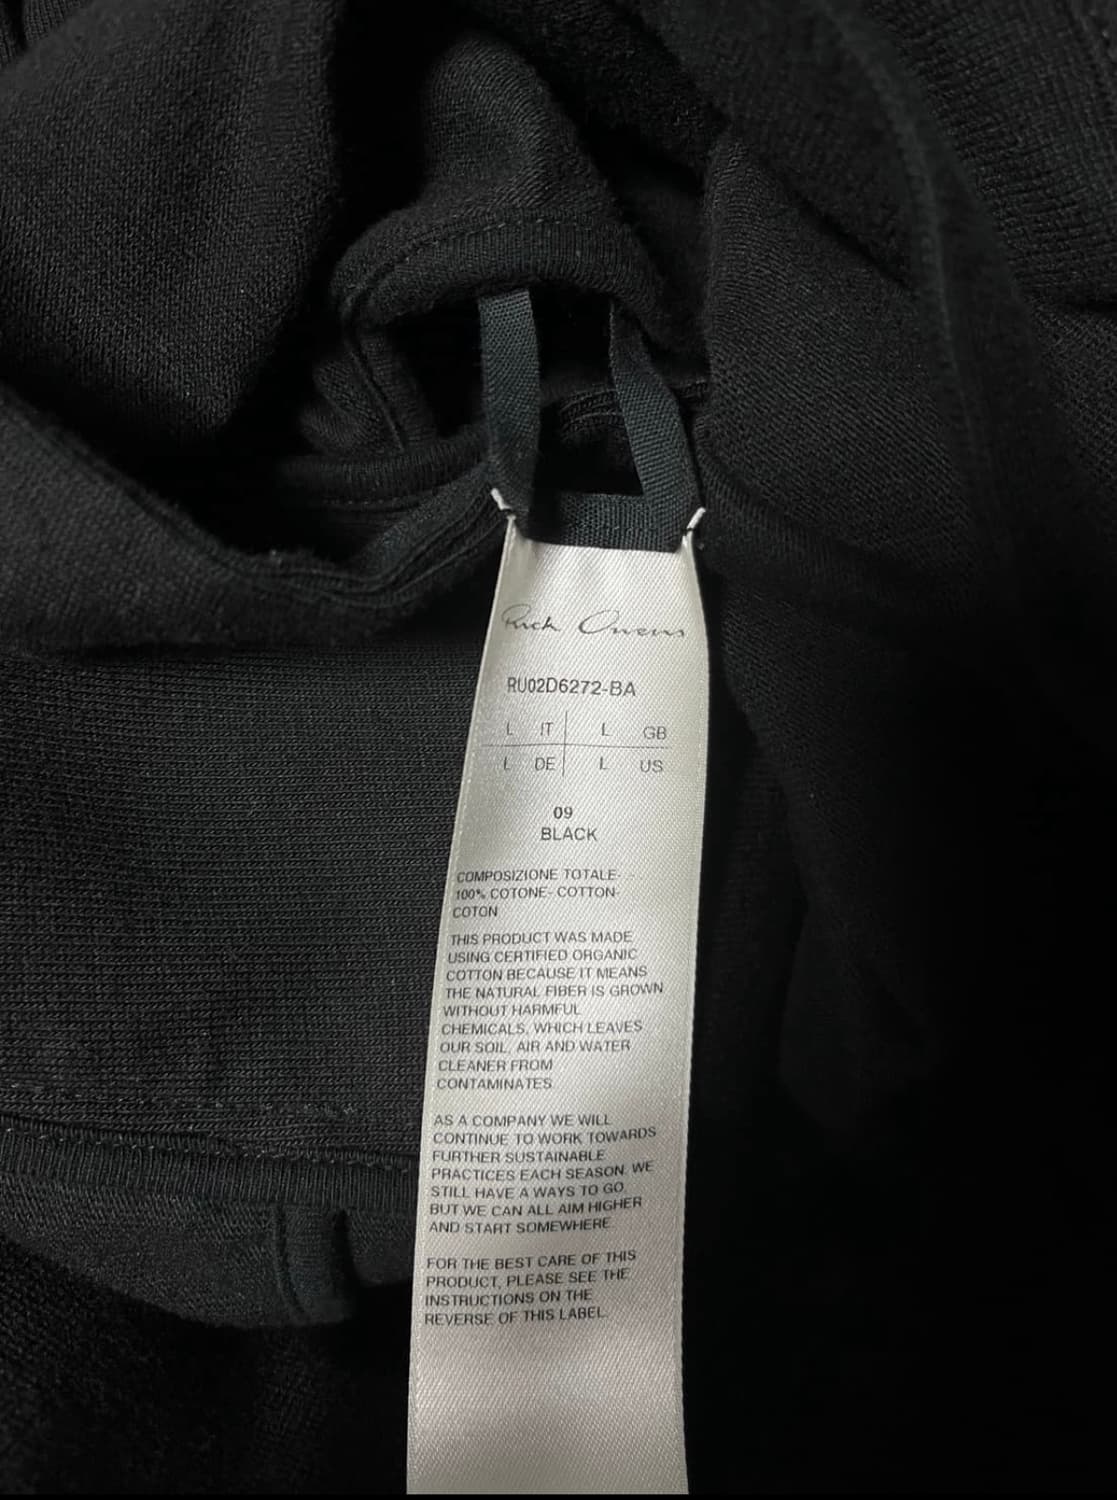 Rick Owens
RU02D6272-BA
L IT L GB
L DE L US
09
BLACK
COMPOSIZIONE TOTALE-
100% COTONE-COTTON-
COTON
THIS PRODUCT WAS MADE
USING CERTIFIED ORGANIC
COTTON BECAUSE IT MEANS
THE NATURAL FIBER IS GROWN
WITHOUT HARMFUL
CHEMICALS, WHICH LEAVES
OUR SOIL, AIR AND WATER
CLEANER FROM
CONTAMINATES
AS A COMPANY WE WILL
CONTINUE TO WORK TOWARDS
FURTHER SUSTAINABLE
PRACTICES EACH SEASON. WE
STILL HAVE A WAYS TO GO,
BUT WE CAN ALL AIM HIGHER
AND START SOMEWHERE.
FOR THE BEST CARE OF THIS
PRODUCT, PLEASE SEE THE
INSTRUCTIONS ON THE
REVERSE OF THIS LABEL.